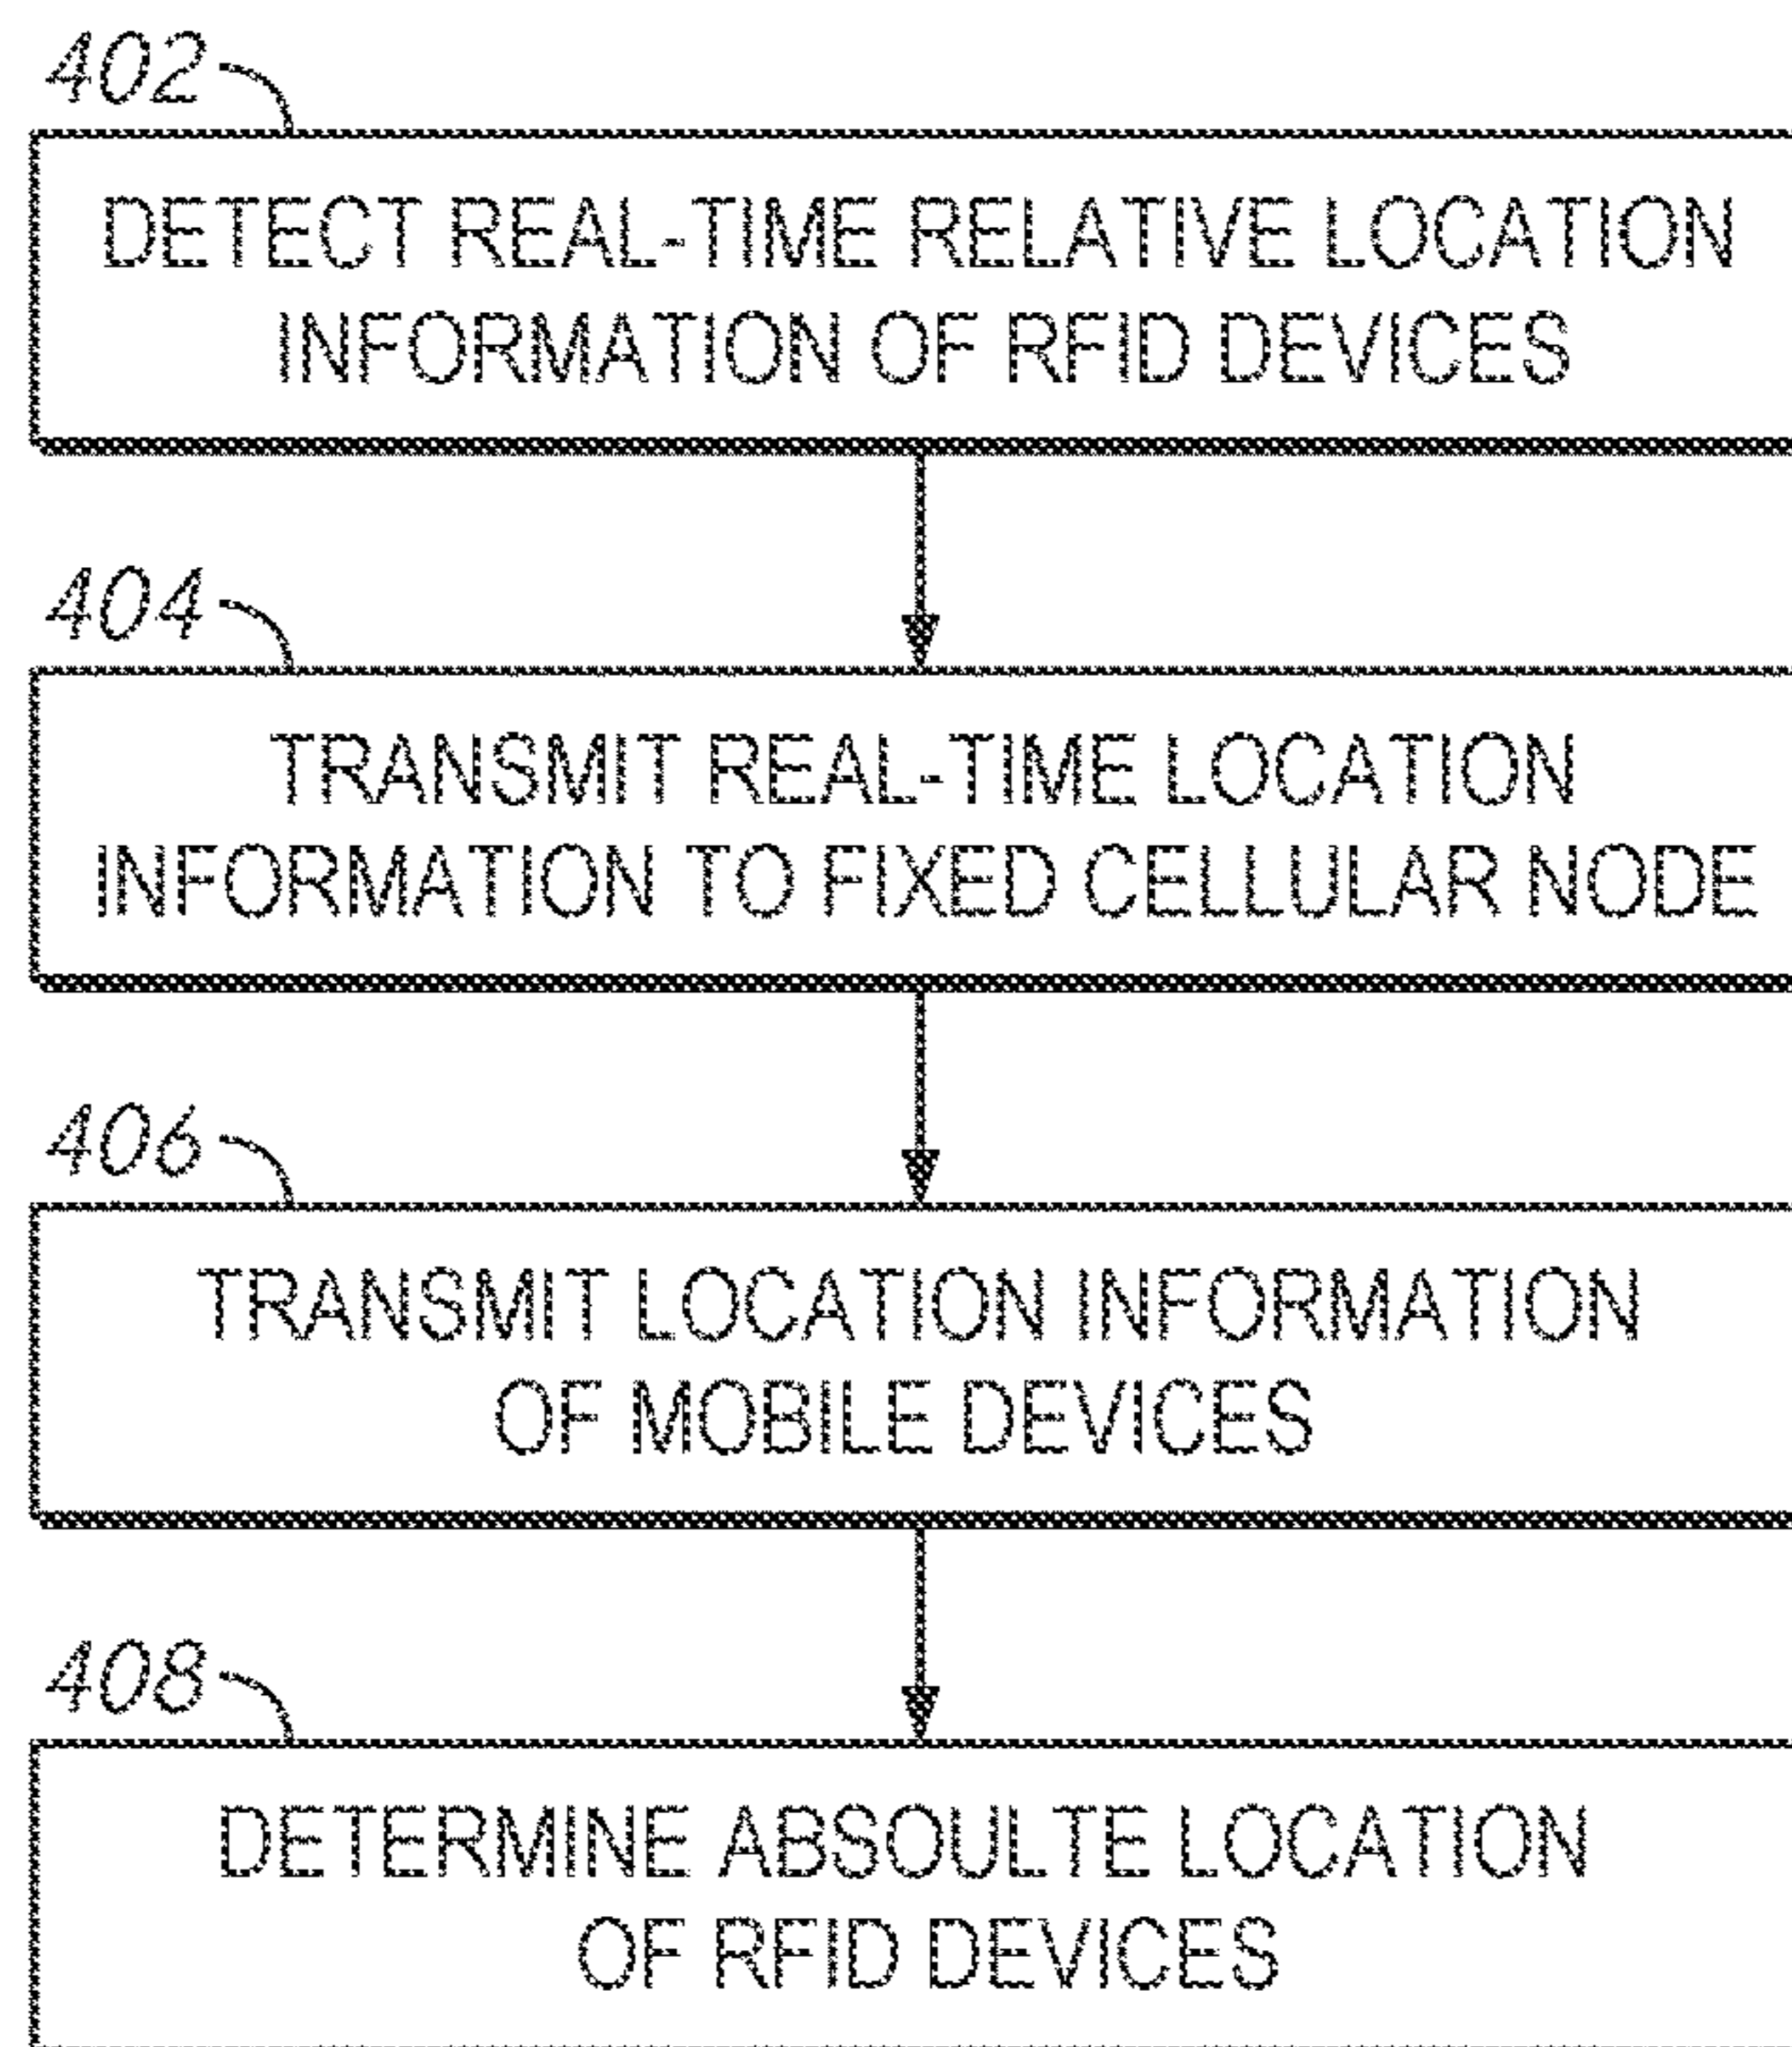 402
DETECT REAL-TIME RELATIVE LOCATION
INFORMATION OF RFID DEVICES
404
TRANSMIT REAL-TIME LOCATION
INFORMATION TO FIXED CELLULAR NODE
406
TRANSMIT LOCATION INFORMATION
OF MOBILE DEVICES
408
DETERMINE ABSOULTE LOCATION
OF RFID DEVICES